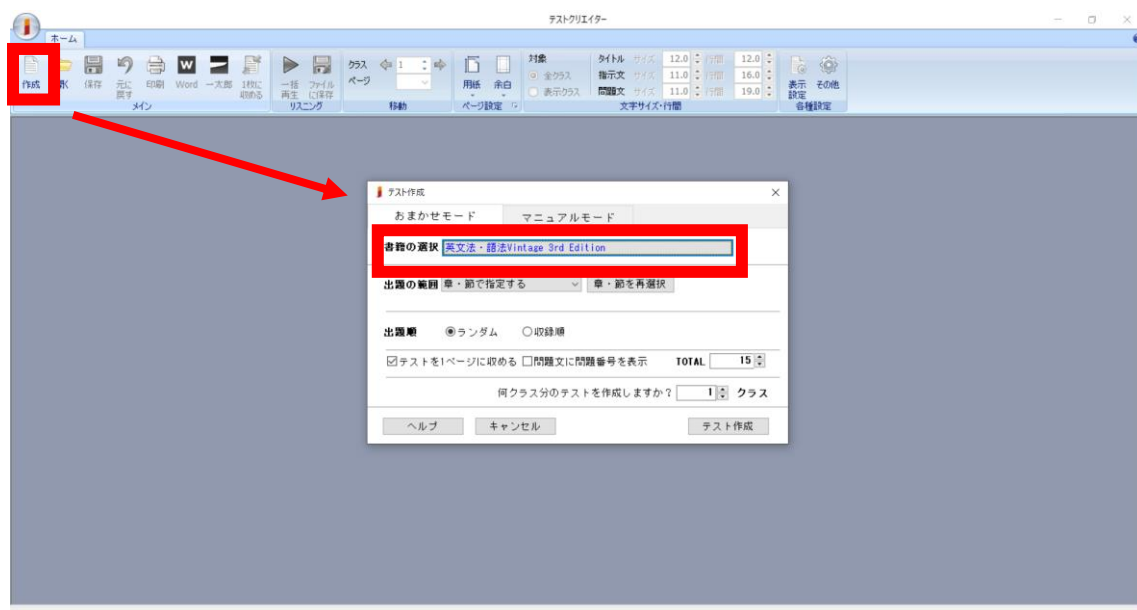 テストクリエイター
ホーム
作成 保存 元に戻す 印刷 Word 一太郎 1枚に収める
メイン
一括再生 ファイルに保存
リスニング
クラス 1
ページ
移動
用紙 余白
ページ設定
対象
全クラス
表示クラス
タイトル サイズ 12.0 行間 12.0
指示文 サイズ 11.0 行間 16.0
問題文 サイズ 11.0 行間 19.0
文字サイズ・行間
表示設定 その他
各種設定
テスト作成
おまかせモード マニュアルモード
書籍の選択 英文法・語法Vintage 3rd Edition
出題の範囲 章・節で指定する 章・節を再選択
出題順 ランダム 収録順
テストを1ページに収める 問題文に問題番号を表示 TOTAL 15
何クラス分のテストを作成しますか? 1 クラス
ヘルプ キャンセル テスト作成